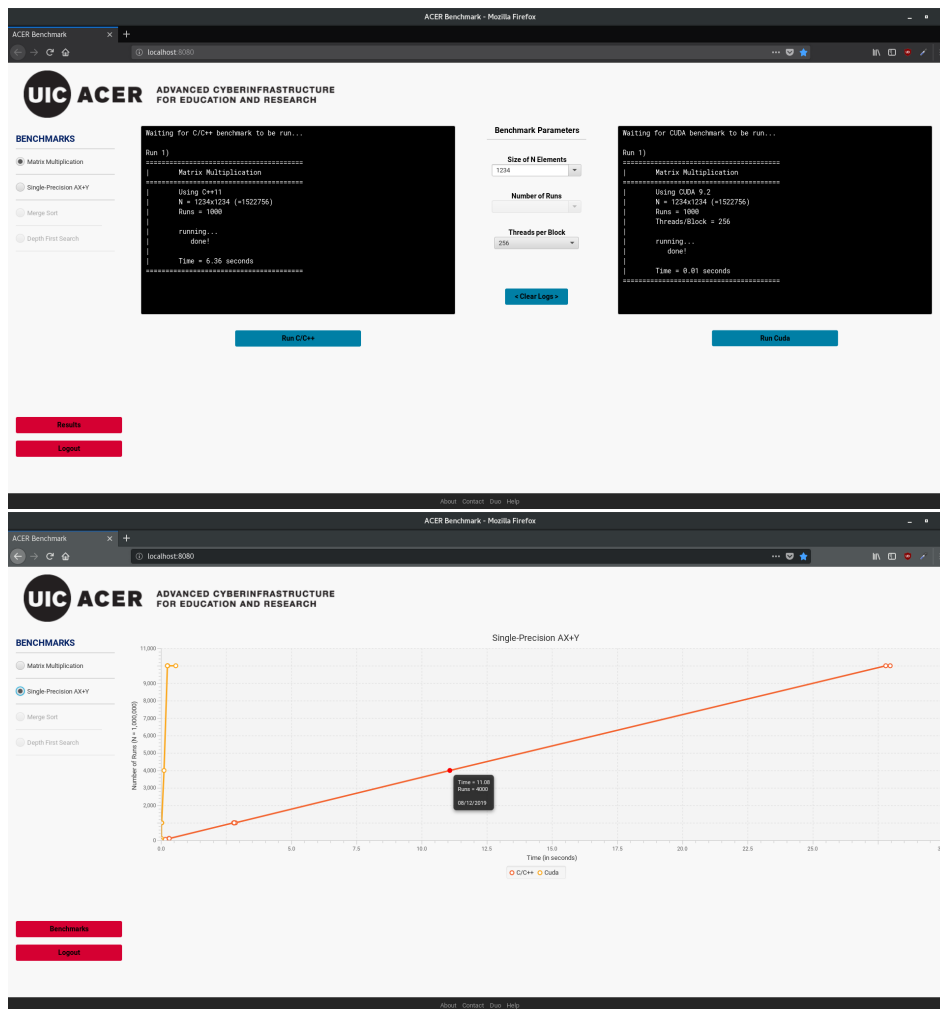 ACER Benchmark - Mozilla Firefox
ACER Benchmark × +
localhost:8080
UIC ACER ADVANCED CYBERINFRASTRUCTURE
FOR EDUCATION AND RESEARCH
BENCHMARKS
Matrix Multiplication
Single-Precision AX+Y
Merge Sort
Depth First Search
Waiting for C/C++ benchmark to be run...
Run 1)
========================================
| Matrix Multiplication
========================================
| Using C++11
| N = 1234x1234 (=1522756)
| Runs = 1000
|
| running...
| done!
|
| Time = 6.36 seconds
========================================
Run C/C++
Benchmark Parameters
Size of N Elements
1234
Number of Runs
Threads per Block
256
< Clear Logs >
Waiting for CUDA benchmark to be run...
Run 1)
========================================
| Matrix Multiplication
========================================
| Using CUDA 9.2
| N = 1234x1234 (=1522756)
| Runs = 1000
| Threads/Block = 256
|
| running...
| done!
|
| Time = 0.01 seconds
========================================
Run Cuda
Results
Logout
About Contact Duo Help
ACER Benchmark - Mozilla Firefox
ACER Benchmark × +
localhost:8080
UIC ACER ADVANCED CYBERINFRASTRUCTURE
FOR EDUCATION AND RESEARCH
BENCHMARKS
Matrix Multiplication
Single-Precision AX+Y
Merge Sort
Depth First Search
Single-Precision AX+Y
Number of Runs (N = 1,000,000)
11,000
9,000
8,000
7,000
6,000
5,000
4,000
3,000
2,000
0
Time = 11.08
Runs = 4000
08/12/2019
0.0 5.0 7.5 10.0 12.5 15.0 17.5 20.0 22.5 25.0
Time (in seconds)
C/C++ Cuda
Benchmarks
Logout
About Contact Duo Help